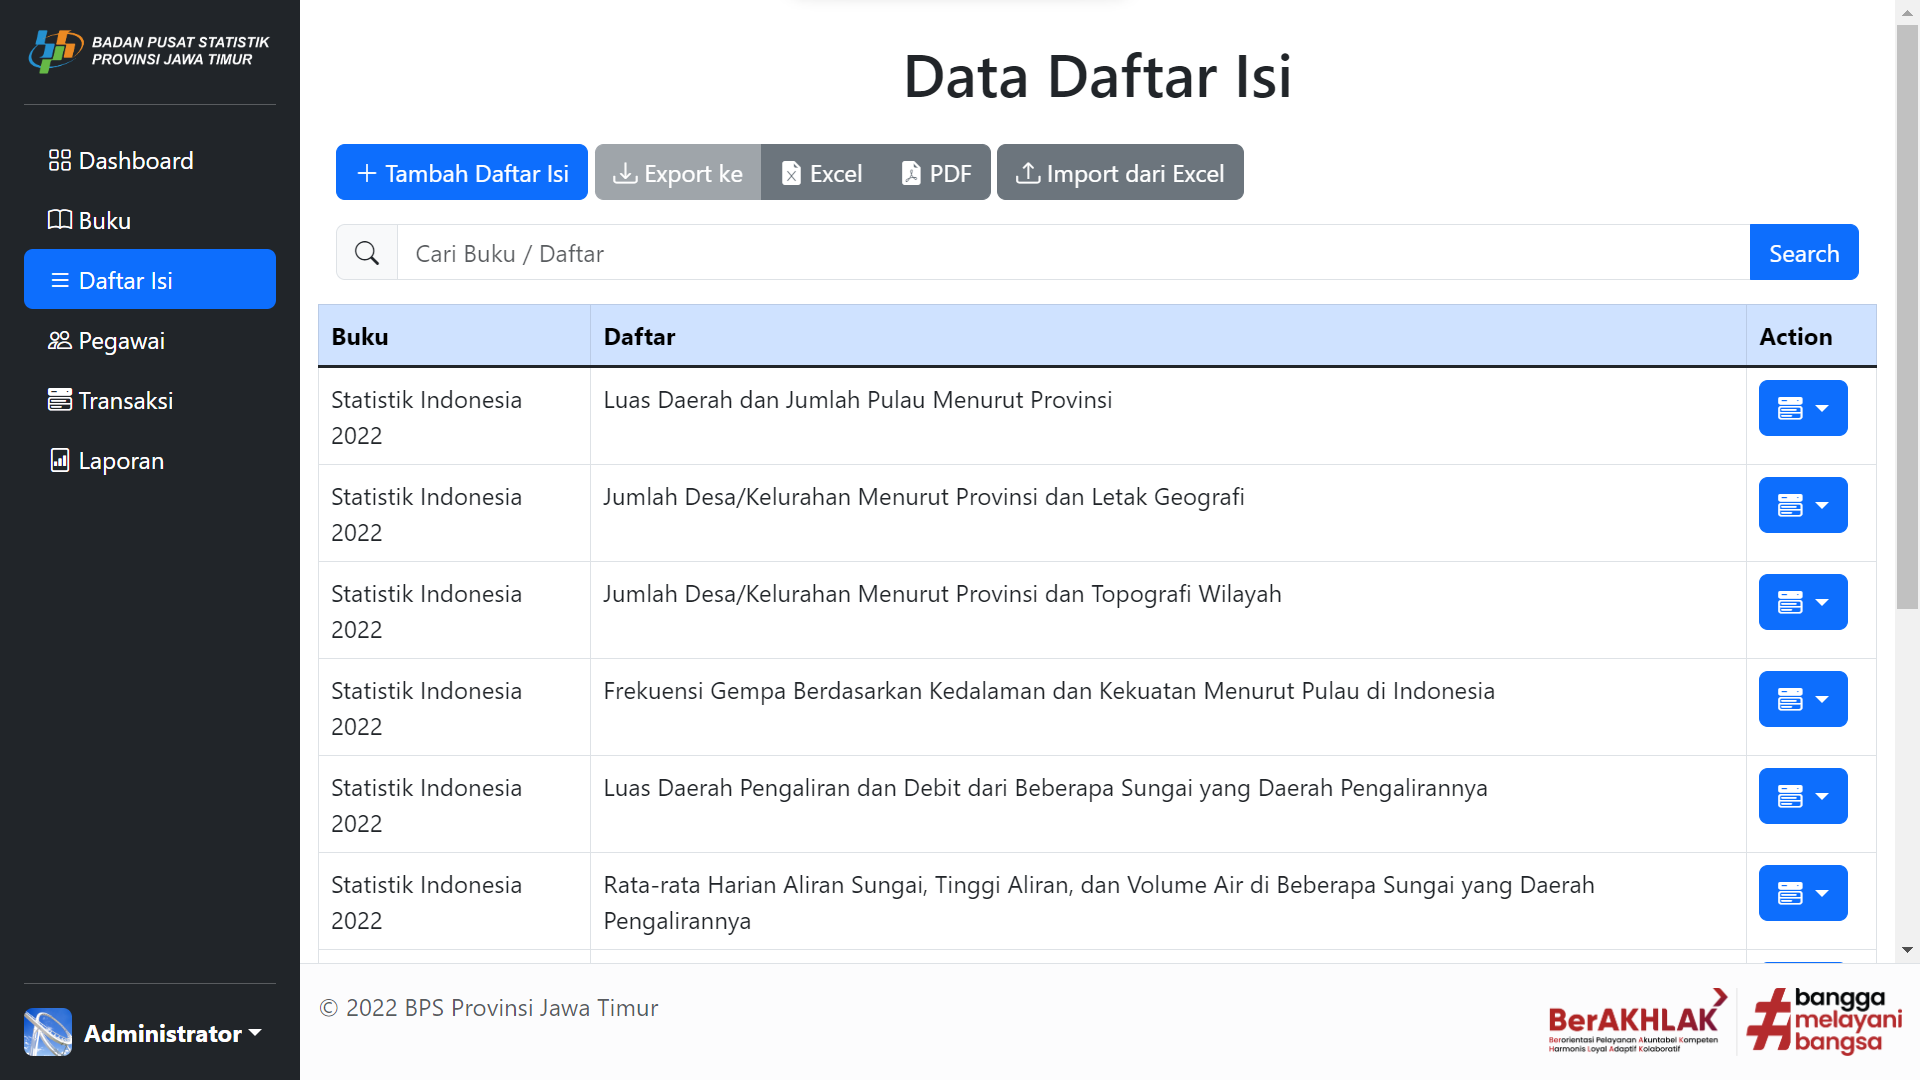 BADAN PUSAT STATISTIK
PROVINSI JAWA TIMUR
Dashboard
Buku
Daftar Isi
Pegawai
Transaksi
Laporan
Administrator
Data Daftar Isi
Tambah Daftar Isi
Export ke
Excel
PDF
Import dari Excel
Cari Buku / Daftar
Search
Buku Daftar Action
Statistik Indonesia 
2022
Luas Daerah dan Jumlah Pulau Menurut Provinsi
Statistik Indonesia
2022
Jumlah Desa/Kelurahan Menurut Provinsi dan Letak Geografi
Statistik Indonesia
2022
Jumlah Desa/Kelurahan Menurut Provinsi dan Topografi Wilayah
Statistik Indonesia
2022
Frekuensi Gempa Berdasarkan Kedalaman dan Kekuatan Menurut Pulau di Indonesia
Statistik Indonesia
2022
Luas Daerah Pengaliran dan Debit dari Beberapa Sungai yang Daerah Pengalirannya
Statistik Indonesia
2022
Rata-rata Harian Aliran Sungai, Tinggi Aliran, dan Volume Air di Beberapa Sungai yang Daerah
Pengalirannya
© 2022 BPS Provinsi Jawa Timur
BerAKHLAK
Berorientasi Pelayanan Akuntabel Kompeten
Harmonis Loyal Adaptif Kolaboratif
#bangga
melayani
bangsa